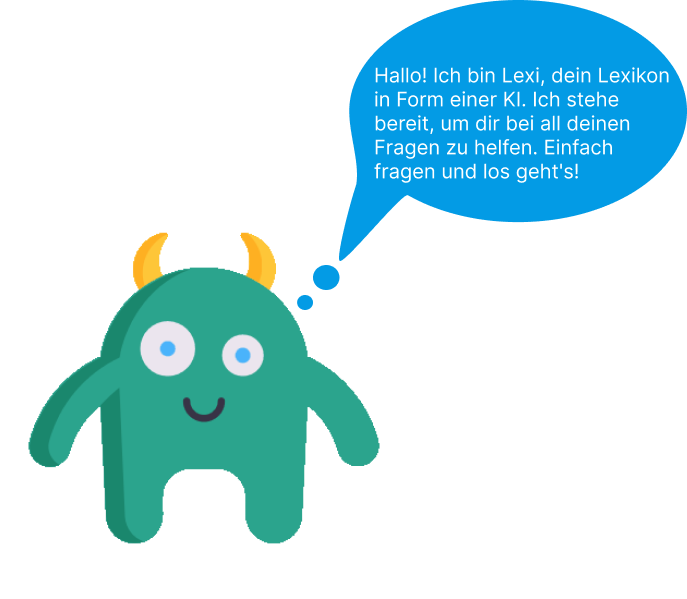 Hallo! Ich bin Lexi, dein Lexikon
in Form einer KI. Ich stehe
bereit, um dir bei all deinen
Fragen zu helfen. Einfach
fragen und los geht's!